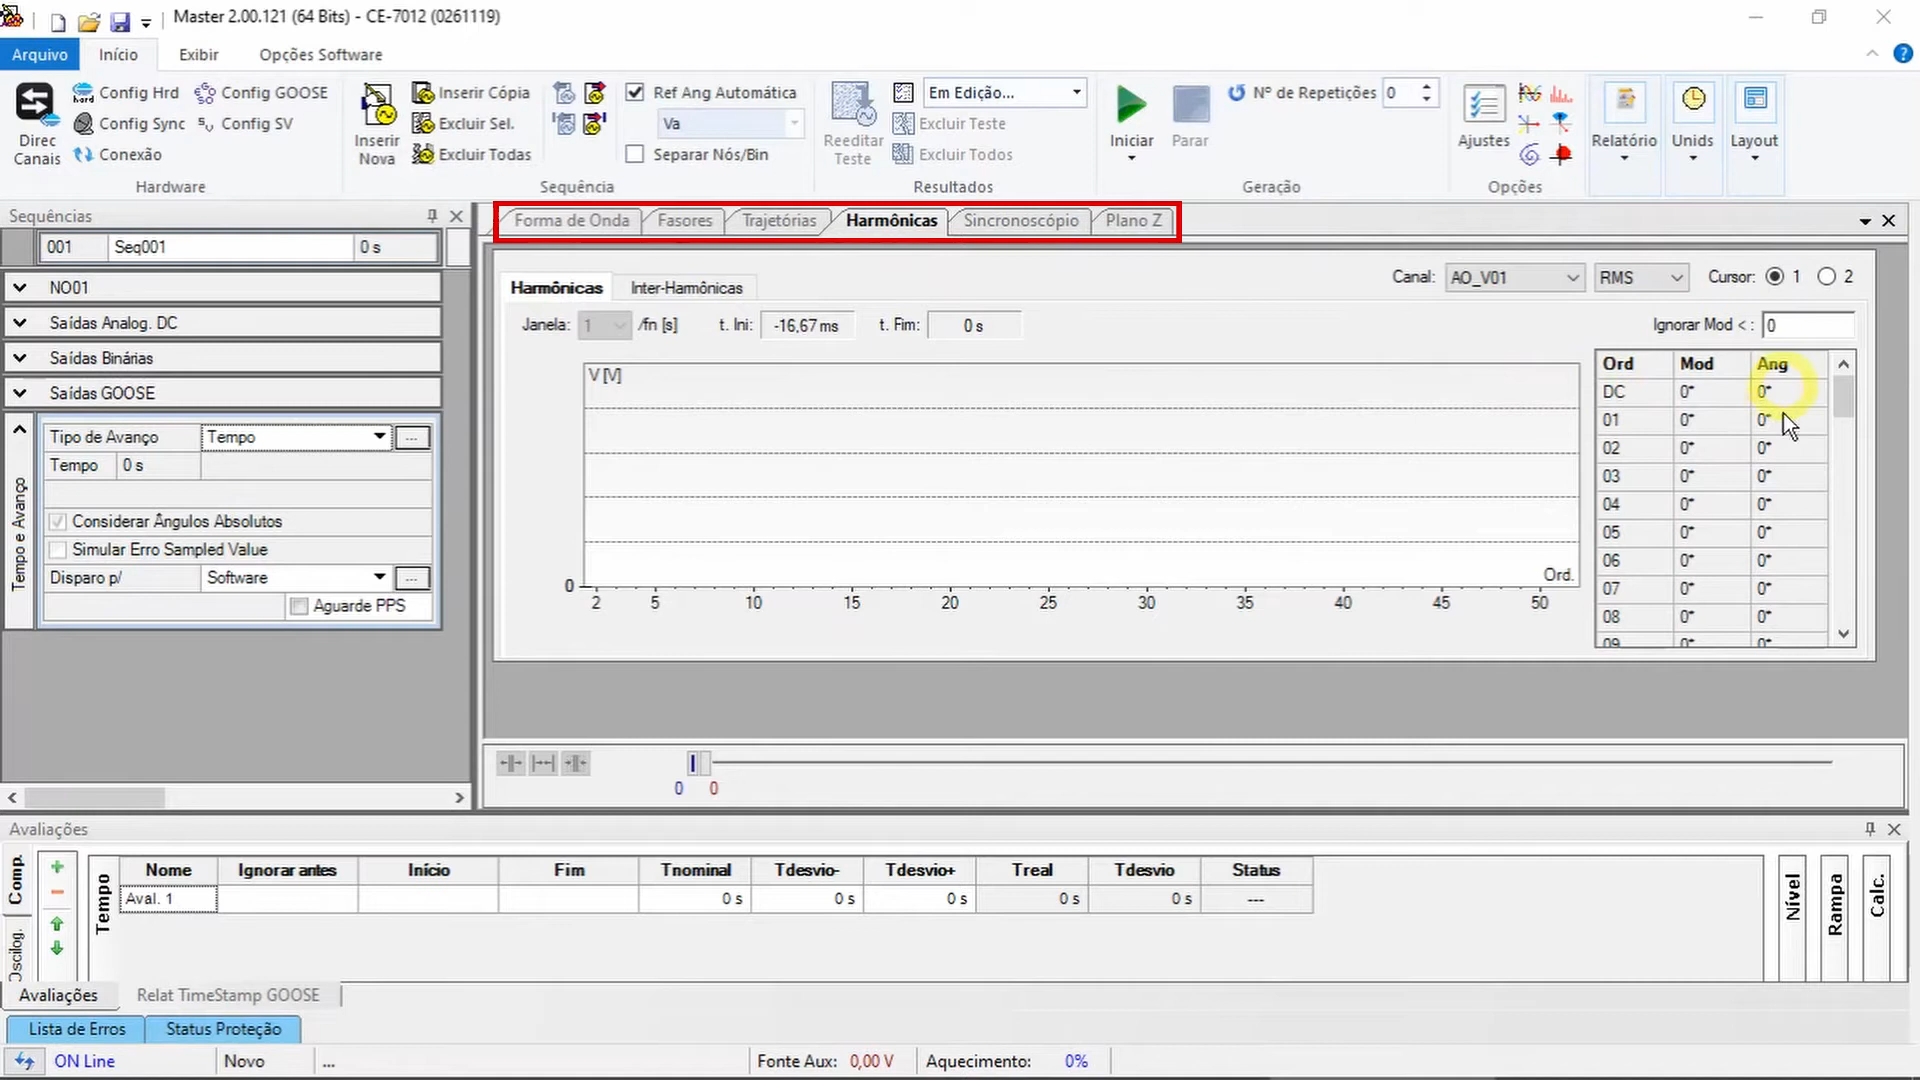 Master 2.00.121 (64 Bits) - CE-7012 (0261119)
Arquivo Início Exibir Opções Software
Direc Canais
Config Hrd
Config Sync
Conexão
Config GOOSE
Config SV
Hardware
Inserir Nova
Inserir Cópia
Excluir Sel.
Excluir Todas
Ref Ang Automática
Va
Separar Nós/Bin
Sequência
Reeditar Teste
Em Edição...
Excluir Teste
Excluir Todos
Resultados
Iniciar
Parar
Nº de Repetições 0
Geração
Ajustes
Opções
Relatório
Unids
Layout
Sequências
001 Seq001 0 s
NO01
Saídas Analog. DC
Saídas Binárias
Saídas GOOSE
Tempo e Avanço
Tipo de Avanço Tempo ...
Tempo 0 s
Considerar Ângulos Absolutos
Simular Erro Sampled Value
Disparo p/ Software ...
Aguarde PPS
Forma de Onda Fasores Trajetórias Harmônicas Sincronoscópio Plano Z
Harmônicas Inter-Harmônicas
Canal: AO_V01 RMS Cursor: 1 2
Janela: 1 /fn [s] t. Ini: -16,67ms t. Fim: 0 s
Ignorar Mod < : 0
V [V]
0
Ord.
2 5 10 15 20 25 30 35 40 45 50
Ord Mod Ang
DC 0* 0*
01 0* 0*
02 0* 0*
03 0* 0*
04 0* 0*
05 0* 0*
06 0* 0*
07 0* 0*
08 0* 0*
09 0* 0*
0 0
Avaliações
Comp.
Oscilog.
Tempo
Nome Ignorar antes Início Fim Tnominal Tdesvio- Tdesvio+ Treal Tdesvio Status
Aval. 1 0 s 0 s 0 s 0 s 0 s ---
Nível
Rampa
Calc.
Avaliações Relat TimeStamp GOOSE
Lista de Erros Status Proteção
ON Line Novo ... Fonte Aux: 0,00 V Aquecimento: 0%